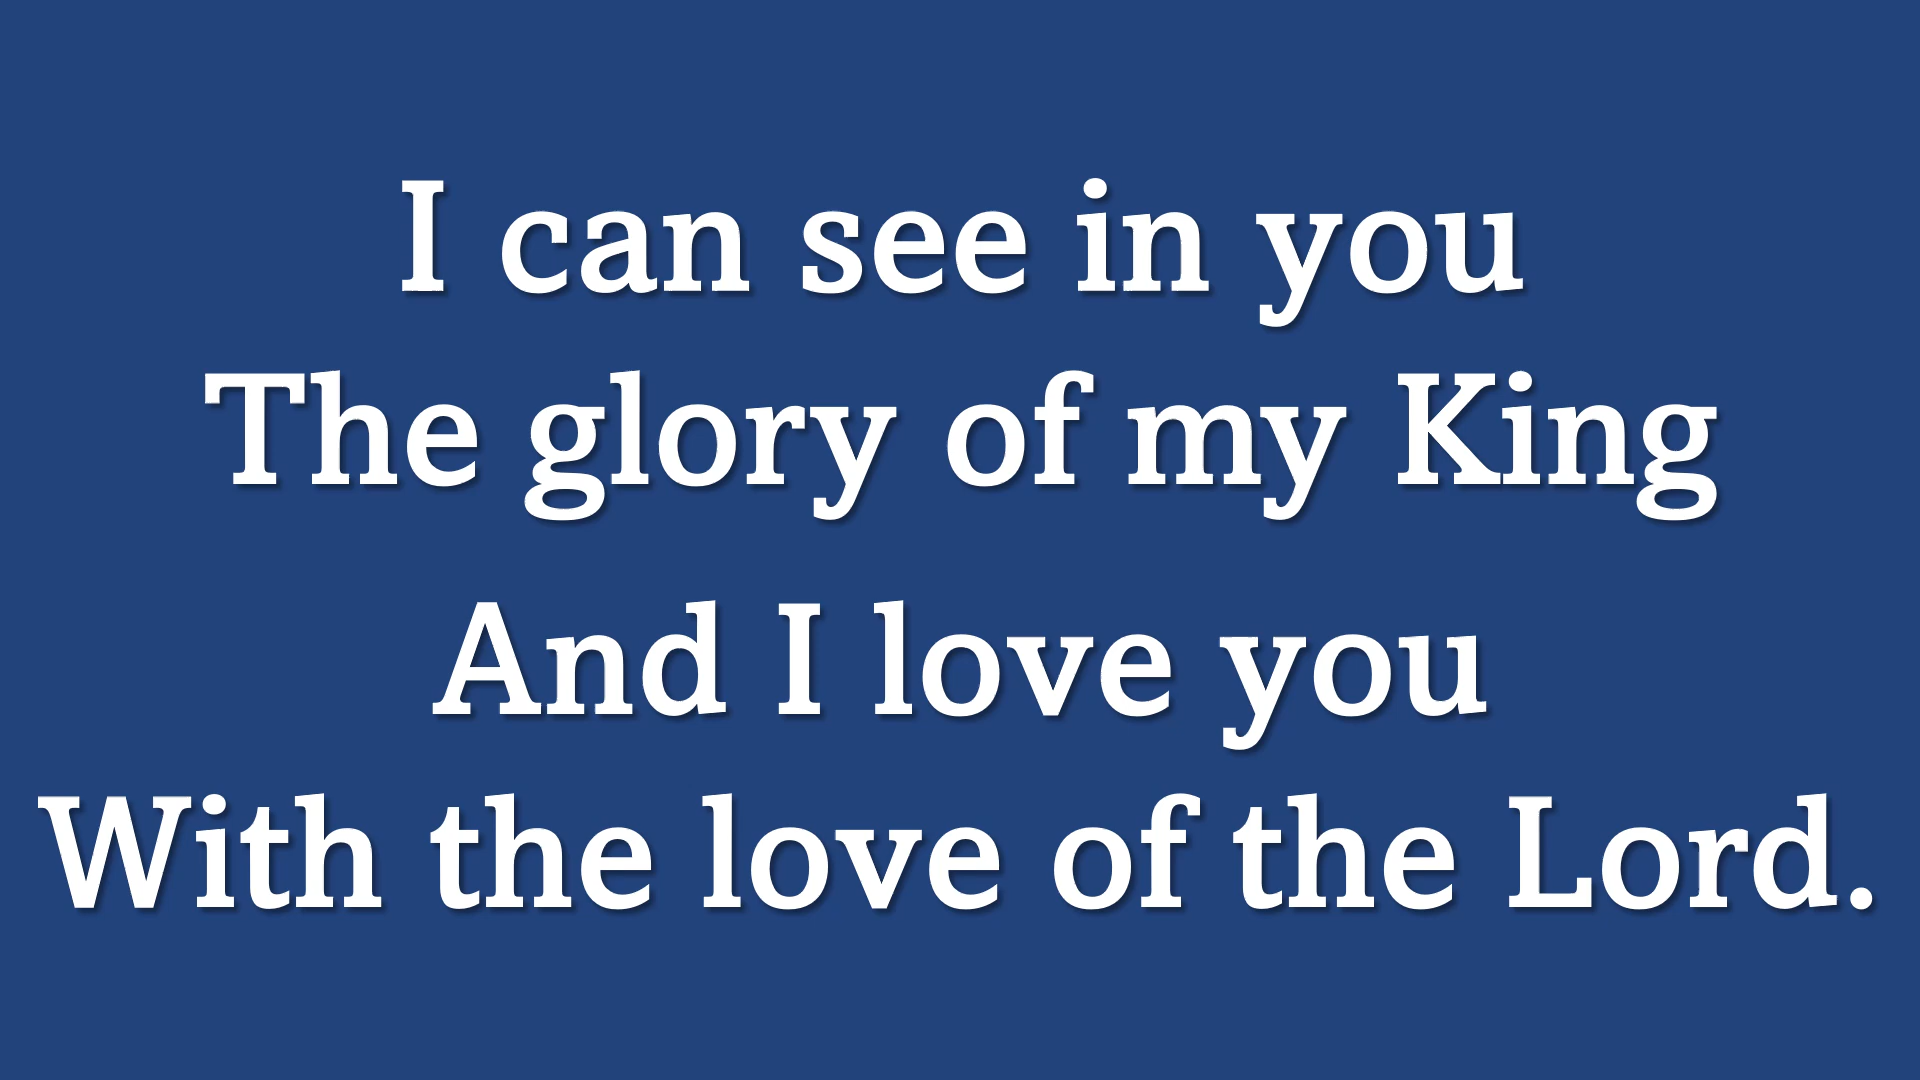 I can see in you
The glory of my King
And I love you
With the love of the Lord.